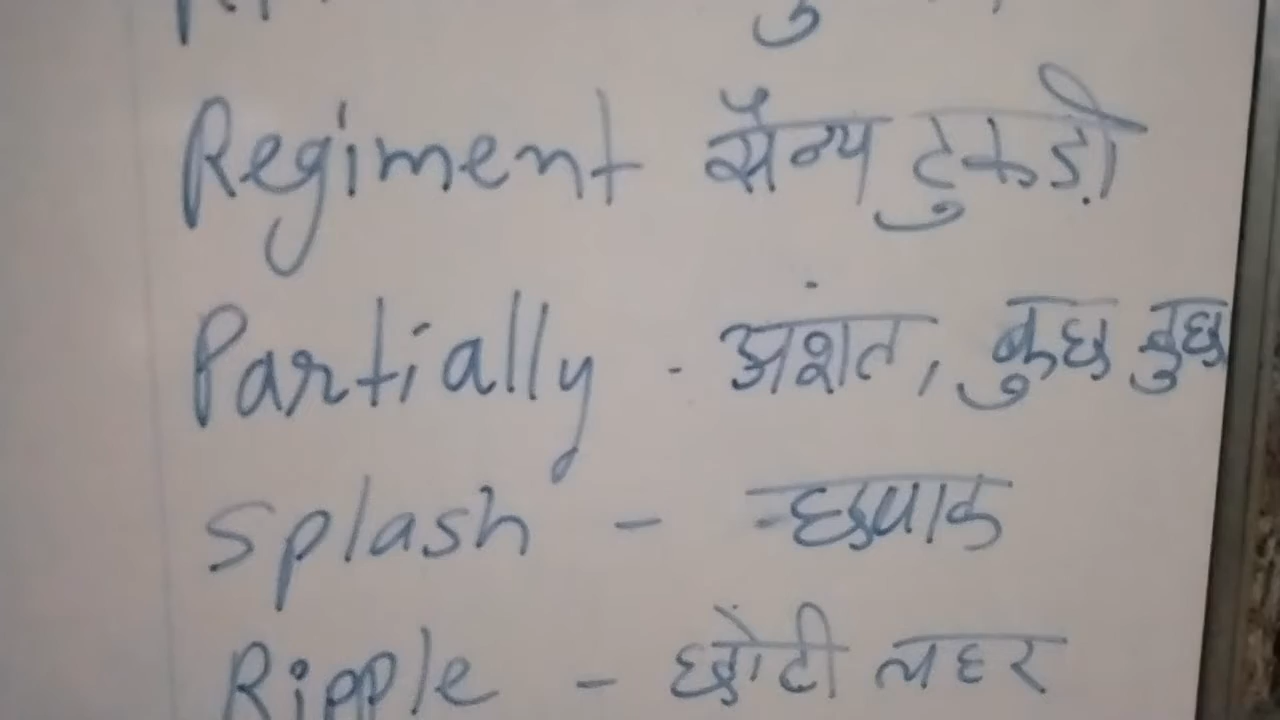 Regiment सैन्य टुकड़ी
Partially - अंशत, कुछ कुछ
Splash - छपाक
Ripple - छोटी लहर